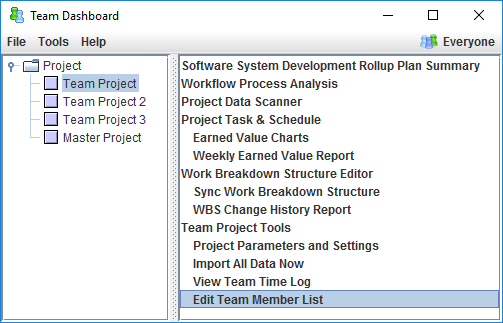 Team Dashboard
File Tools Help Everyone
Project
Team Project
Team Project 2
Team Project 3
Master Project
Software System Development Rollup Plan Summary
Workflow Process Analysis
Project Data Scanner
Project Task & Schedule
Earned Value Charts
Weekly Earned Value Report
Work Breakdown Structure Editor
Sync Work Breakdown Structure
WBS Change History Report
Team Project Tools
Project Parameters and Settings
Import All Data Now
View Team Time Log
Edit Team Member List